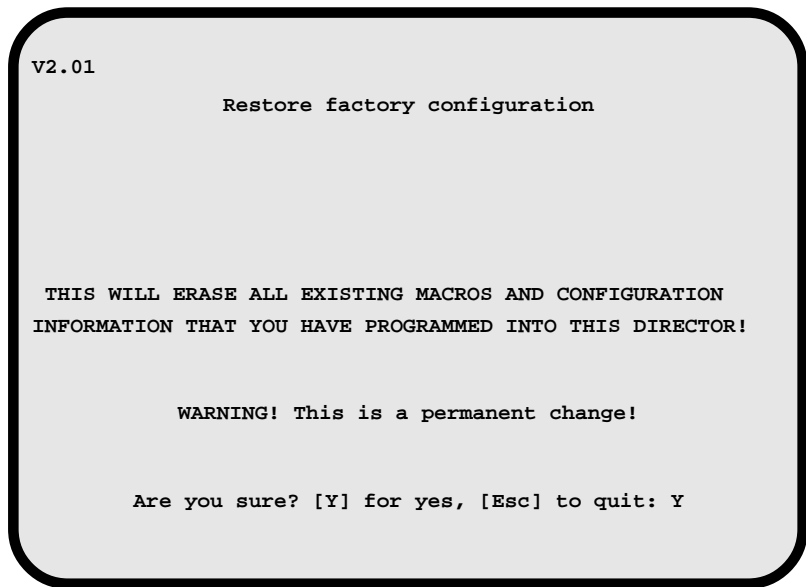 V2.01
Restore factory configuration
THIS WILL ERASE ALL EXISTING MACROS AND CONFIGURATION
INFORMATION THAT YOU HAVE PROGRAMMED INTO THIS DIRECTOR!
WARNING! This is a permanent change!
Are you sure? [Y] for yes, [Esc] to quit: Y